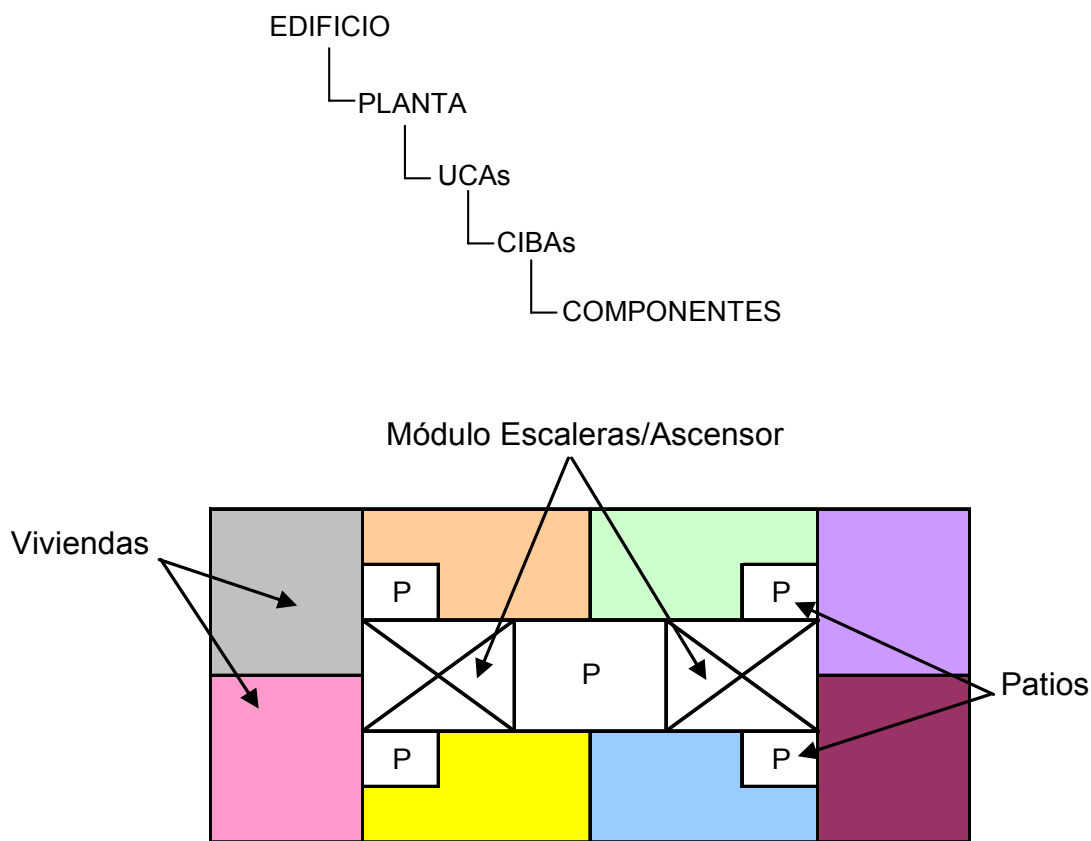 EDIFICIO
PLANTA
UCAs
CIBAs
COMPONENTES
Módulo Escaleras/Ascensor
Viviendas
P
P
P
Patios
P
P